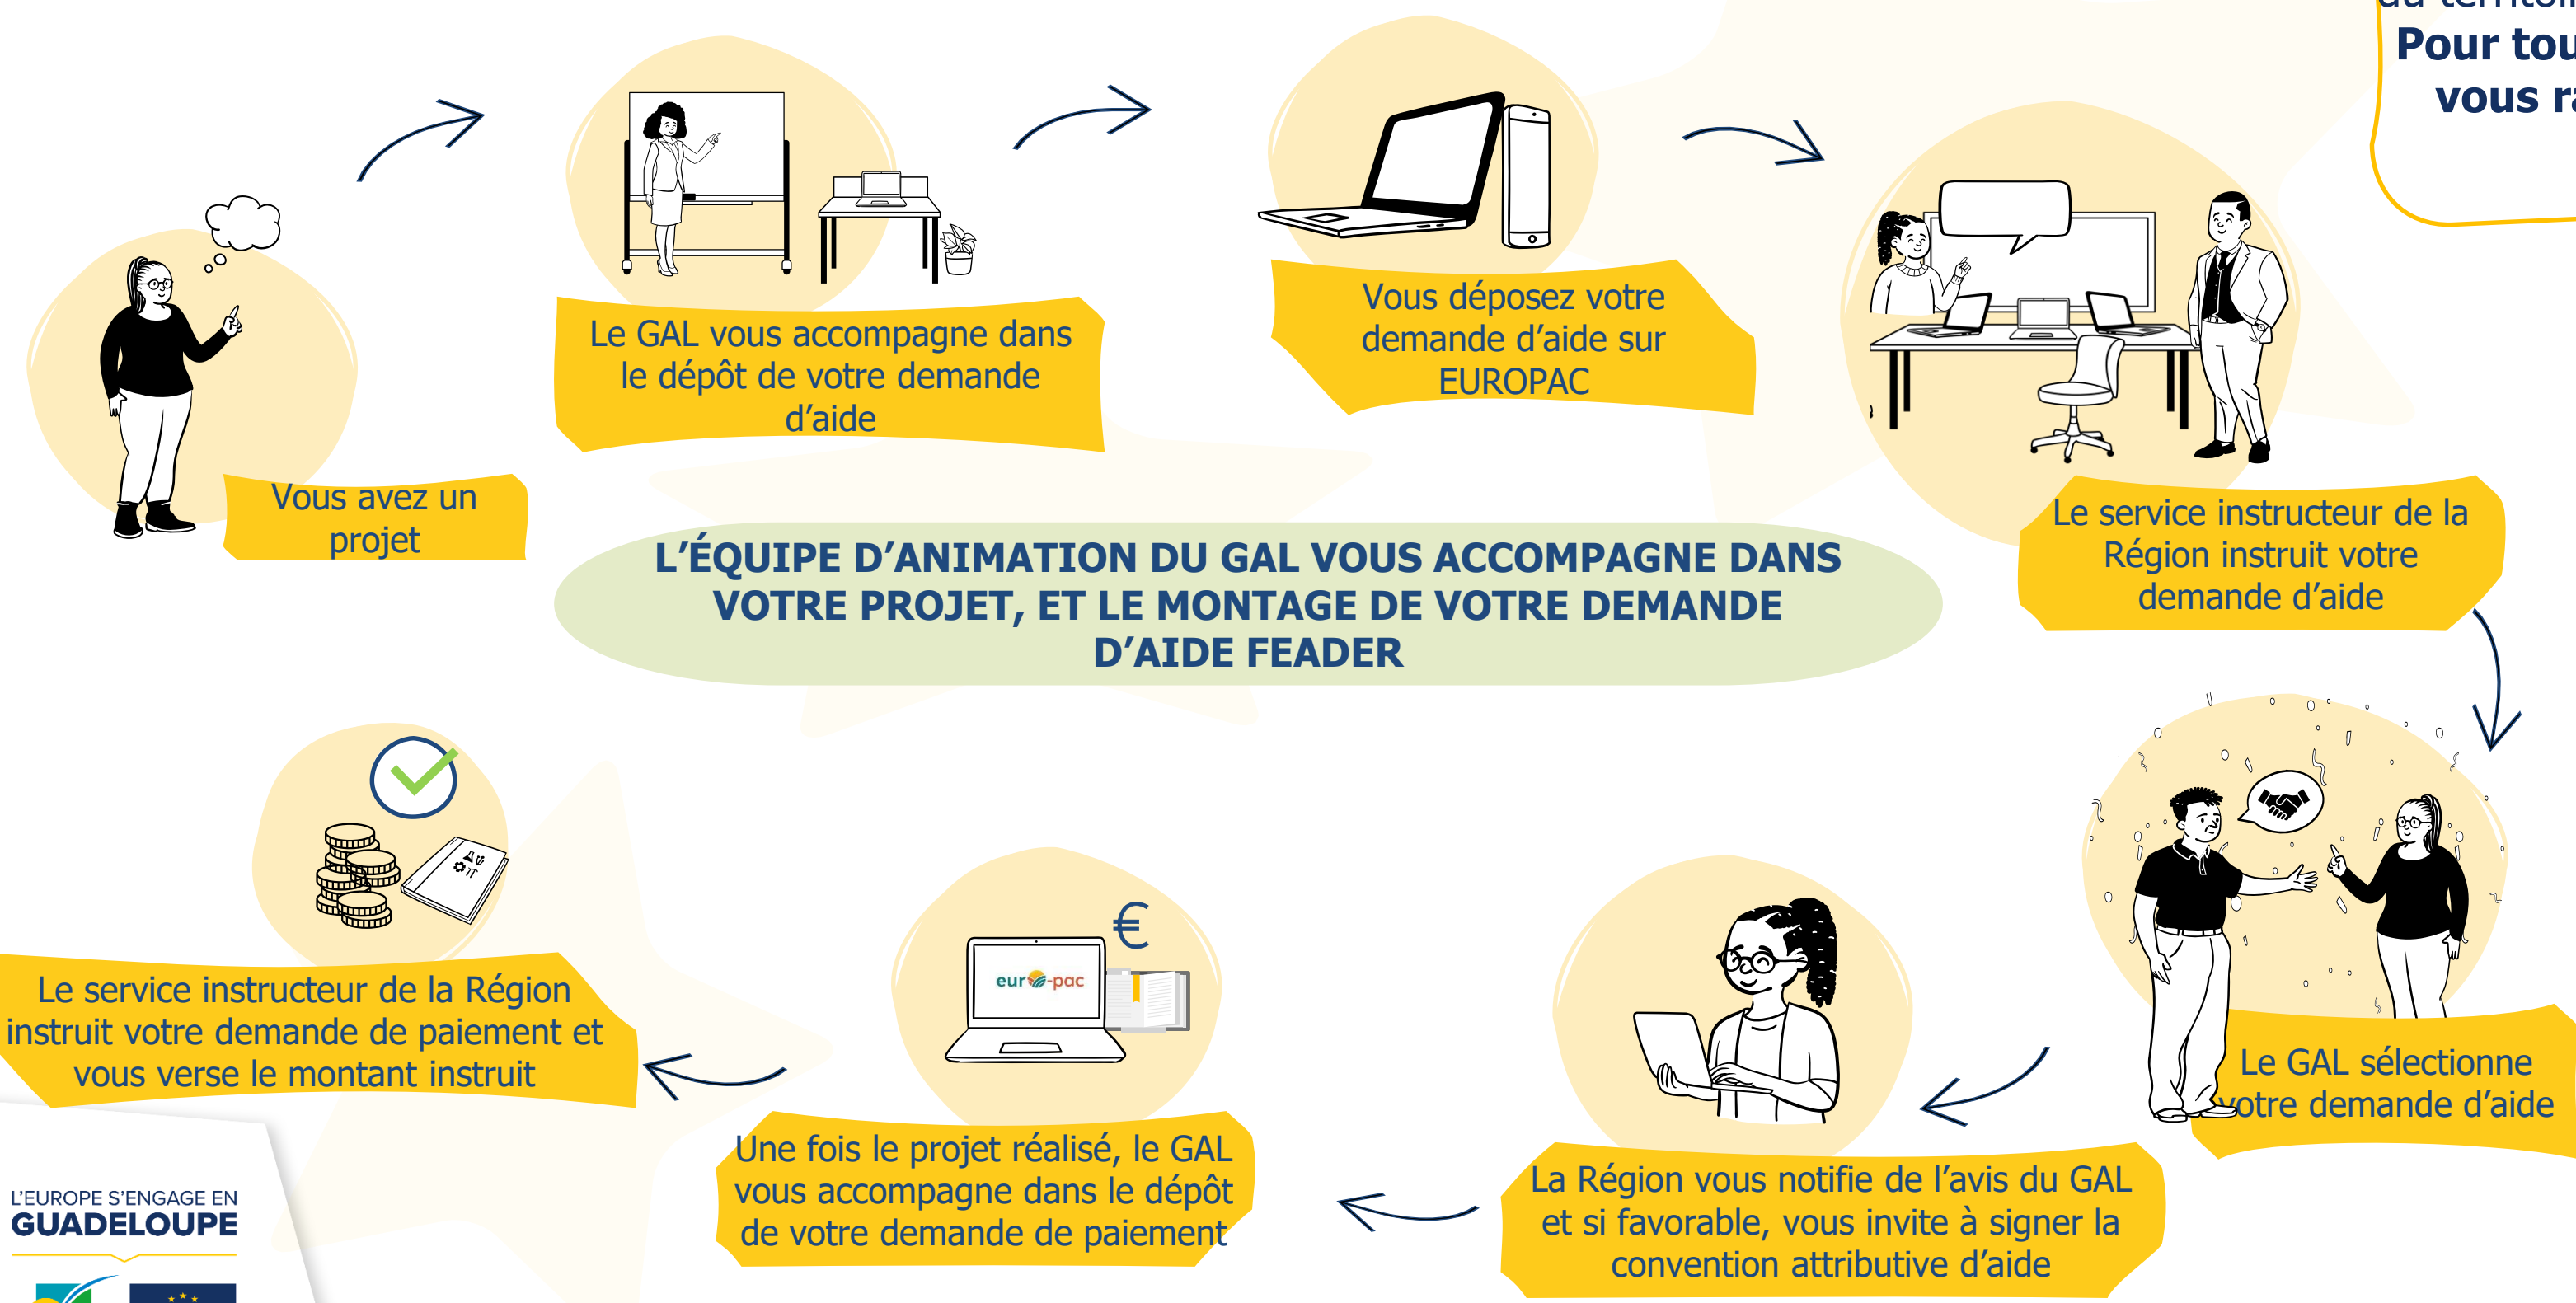 du territoi
Pour tou
vous ra
Vous avez un
projet
Le GAL vous accompagne dans
le dépôt de votre demande
d’aide
Vous déposez votre
demande d’aide sur
EUROPAC
Le service instructeur de la
Région instruit votre
demande d’aide
L’ÉQUIPE D’ANIMATION DU GAL VOUS ACCOMPAGNE DANS
VOTRE PROJET, ET LE MONTAGE DE VOTRE DEMANDE
D’AIDE FEADER
Le GAL sélectionne
votre demande d’aide
La Région vous notifie de l’avis du GAL
et si favorable, vous invite à signer la
convention attributive d’aide
€
euro-pac
Une fois le projet réalisé, le GAL
vous accompagne dans le dépôt
de votre demande de paiement
Le service instructeur de la Région
instruit votre demande de paiement et
vous verse le montant instruit
L’EUROPE S’ENGAGE EN
GUADELOUPE